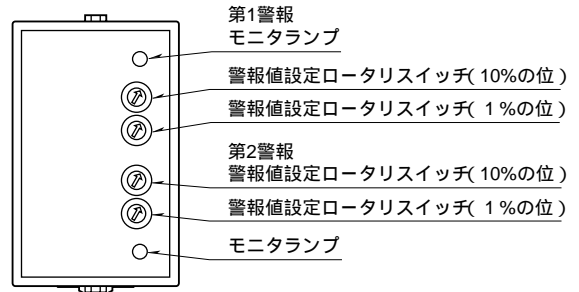 第1警報
モニタランプ
警報値設定ロータリスイッチ(10%の位)
警報値設定ロータリスイッチ( 1%の位)
第2警報
警報値設定ロータリスイッチ(10%の位)
警報値設定ロータリスイッチ( 1%の位)
モニタランプ